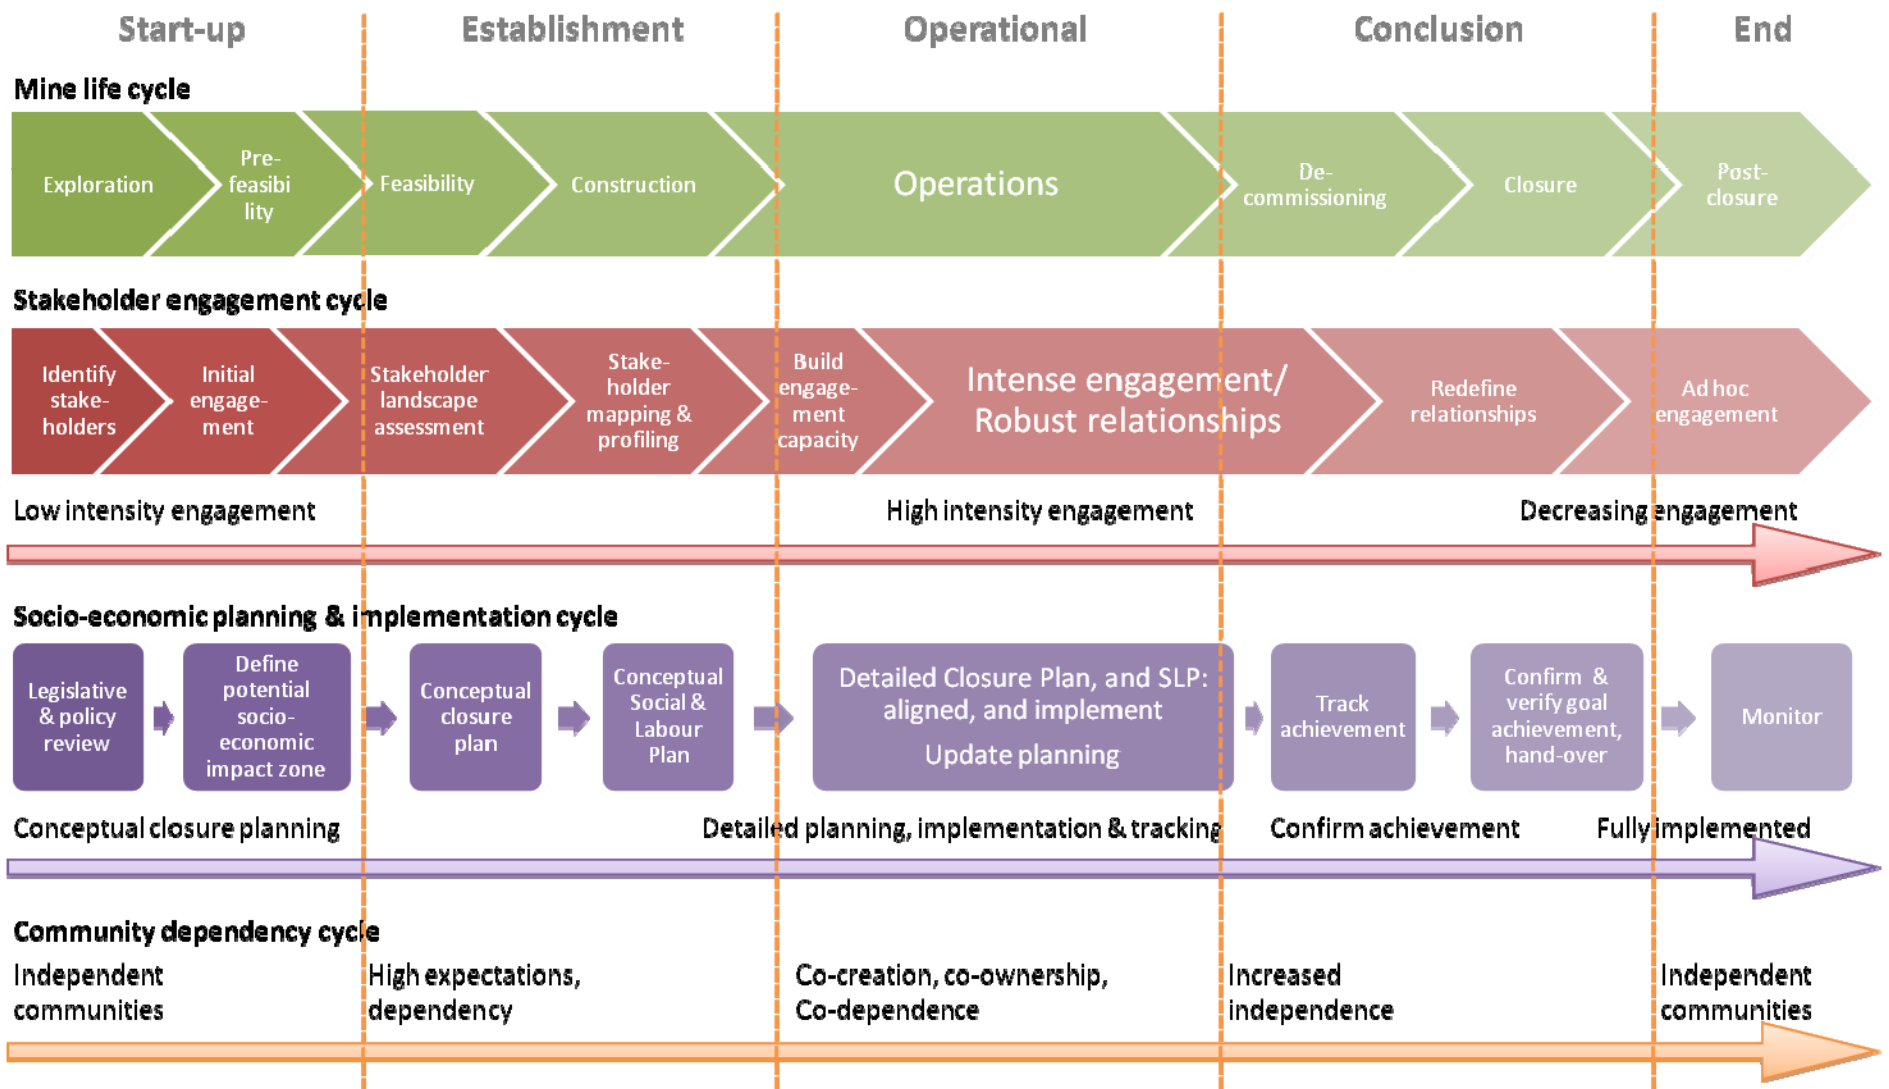 Start-up Establishment Operational Conclusion End
Mine life cycle
Exploration
Pre-
feasibi
lity
Feasibility
Construction
Operations
De-
commissioning
Closure
Post-
closure
Stakeholder engagement cycle
Identify
stake-
holders
Initial
engage-
ment
Stakeholder
landscape
assessment
Stake-
holder
mapping &
profiling
Build
engage-
ment
capacity
Intense engagement/
Robust relationships
Redefine
relationships
Ad hoc
engagement
Low intensity engagement High intensity engagement Decreasing engagement
Socio-economic planning & implementation cycle
Legislative
& policy
review
Define
potential
socio-
economic
impact zone
Conceptual
closure
plan
Conceptual
Social &
Labour
Plan
Detailed Closure Plan, and SLP:
aligned, and implement
Update planning
Track
achievement
Confirm &
verify goal
achievement,
hand-over
Monitor
Conceptual closure planning Detailed planning, implementation & tracking Confirm achievement Fully implemented
Community dependency cycle
Independent
communities
High expectations,
dependency
Co-creation, co-ownership,
Co-dependence
Increased
independence
Independent
communities